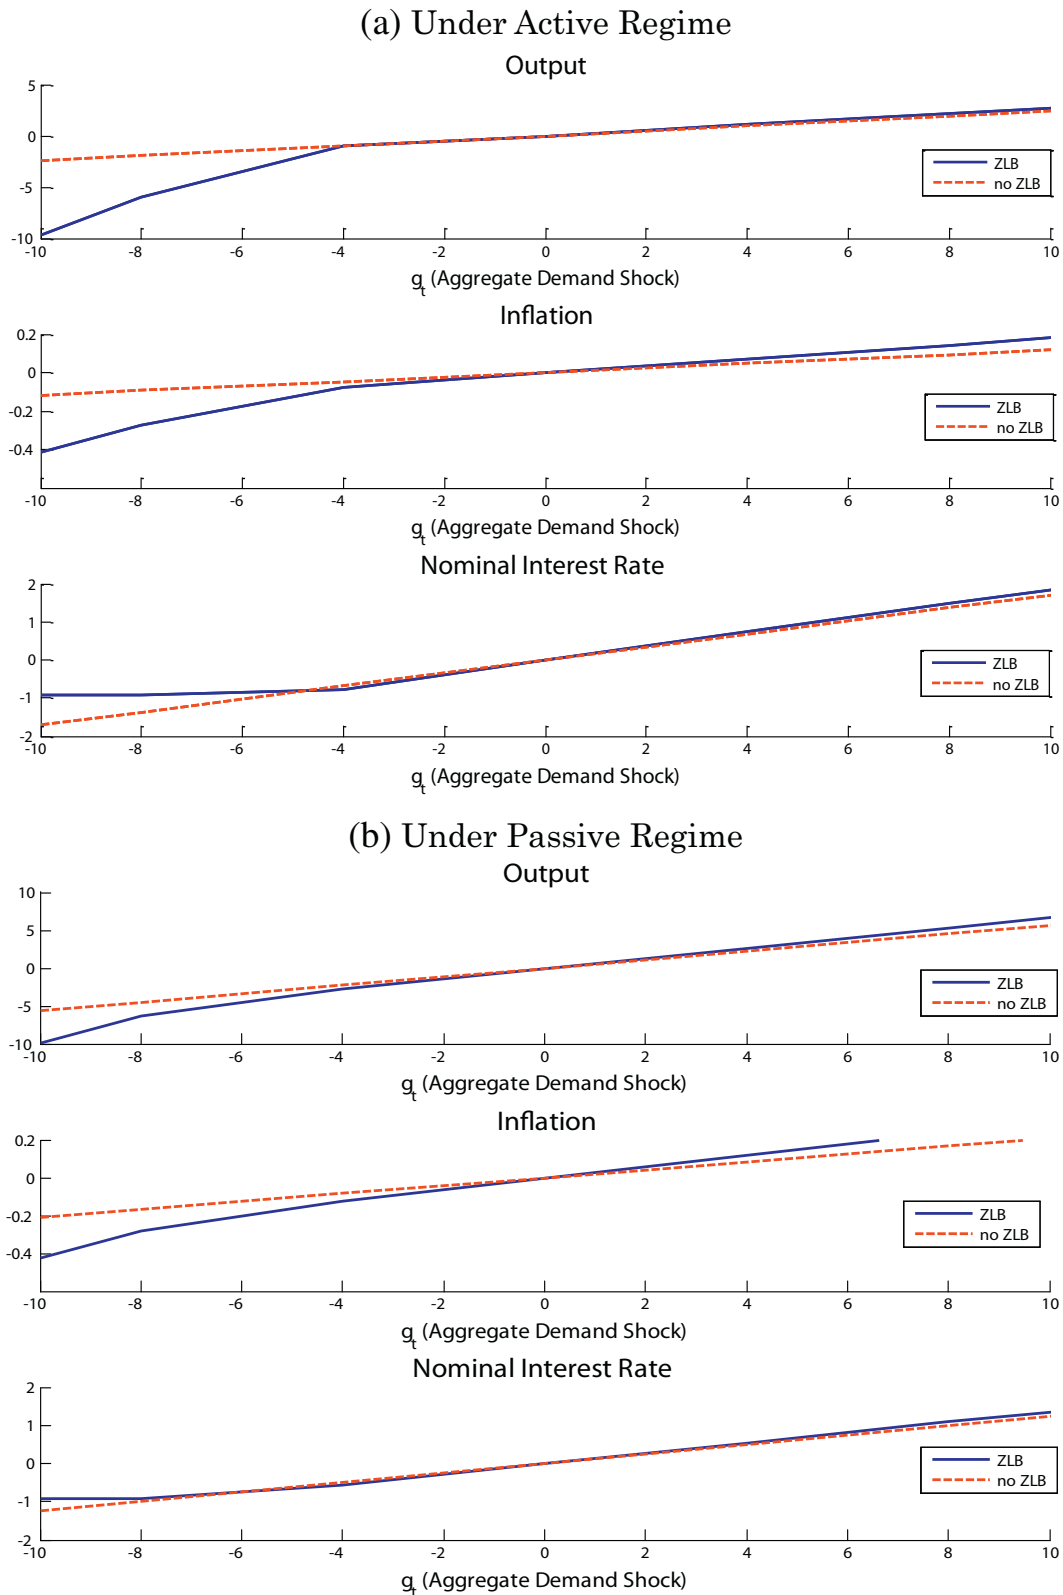 (a) Under Active Regime
Output
5
0
-5
-10
-10 -8 -6 -4 -2 0 2 4 6 8 10
ZLB
no ZLB
g_t (Aggregate Demand Shock)
Inflation
0.2
0
-0.2
-0.4
-10 -8 -6 -4 -2 0 2 4 6 8 10
ZLB
no ZLB
g_t (Aggregate Demand Shock)
Nominal Interest Rate
2
1
0
-1
-2
-10 -8 -6 -4 -2 0 2 4 6 8 10
ZLB
no ZLB
g_t (Aggregate Demand Shock)
(b) Under Passive Regime
Output
10
5
0
-5
-10
-10 -8 -6 -4 -2 0 2 4 6 8 10
ZLB
no ZLB
g_t (Aggregate Demand Shock)
Inflation
0.2
0
-0.2
-0.4
-10 -8 -6 -4 -2 0 2 4 6 8 10
ZLB
no ZLB
g_t (Aggregate Demand Shock)
Nominal Interest Rate
2
1
0
-1
-2
-10 -8 -6 -4 -2 0 2 4 6 8 10
ZLB
no ZLB
g_t (Aggregate Demand Shock)